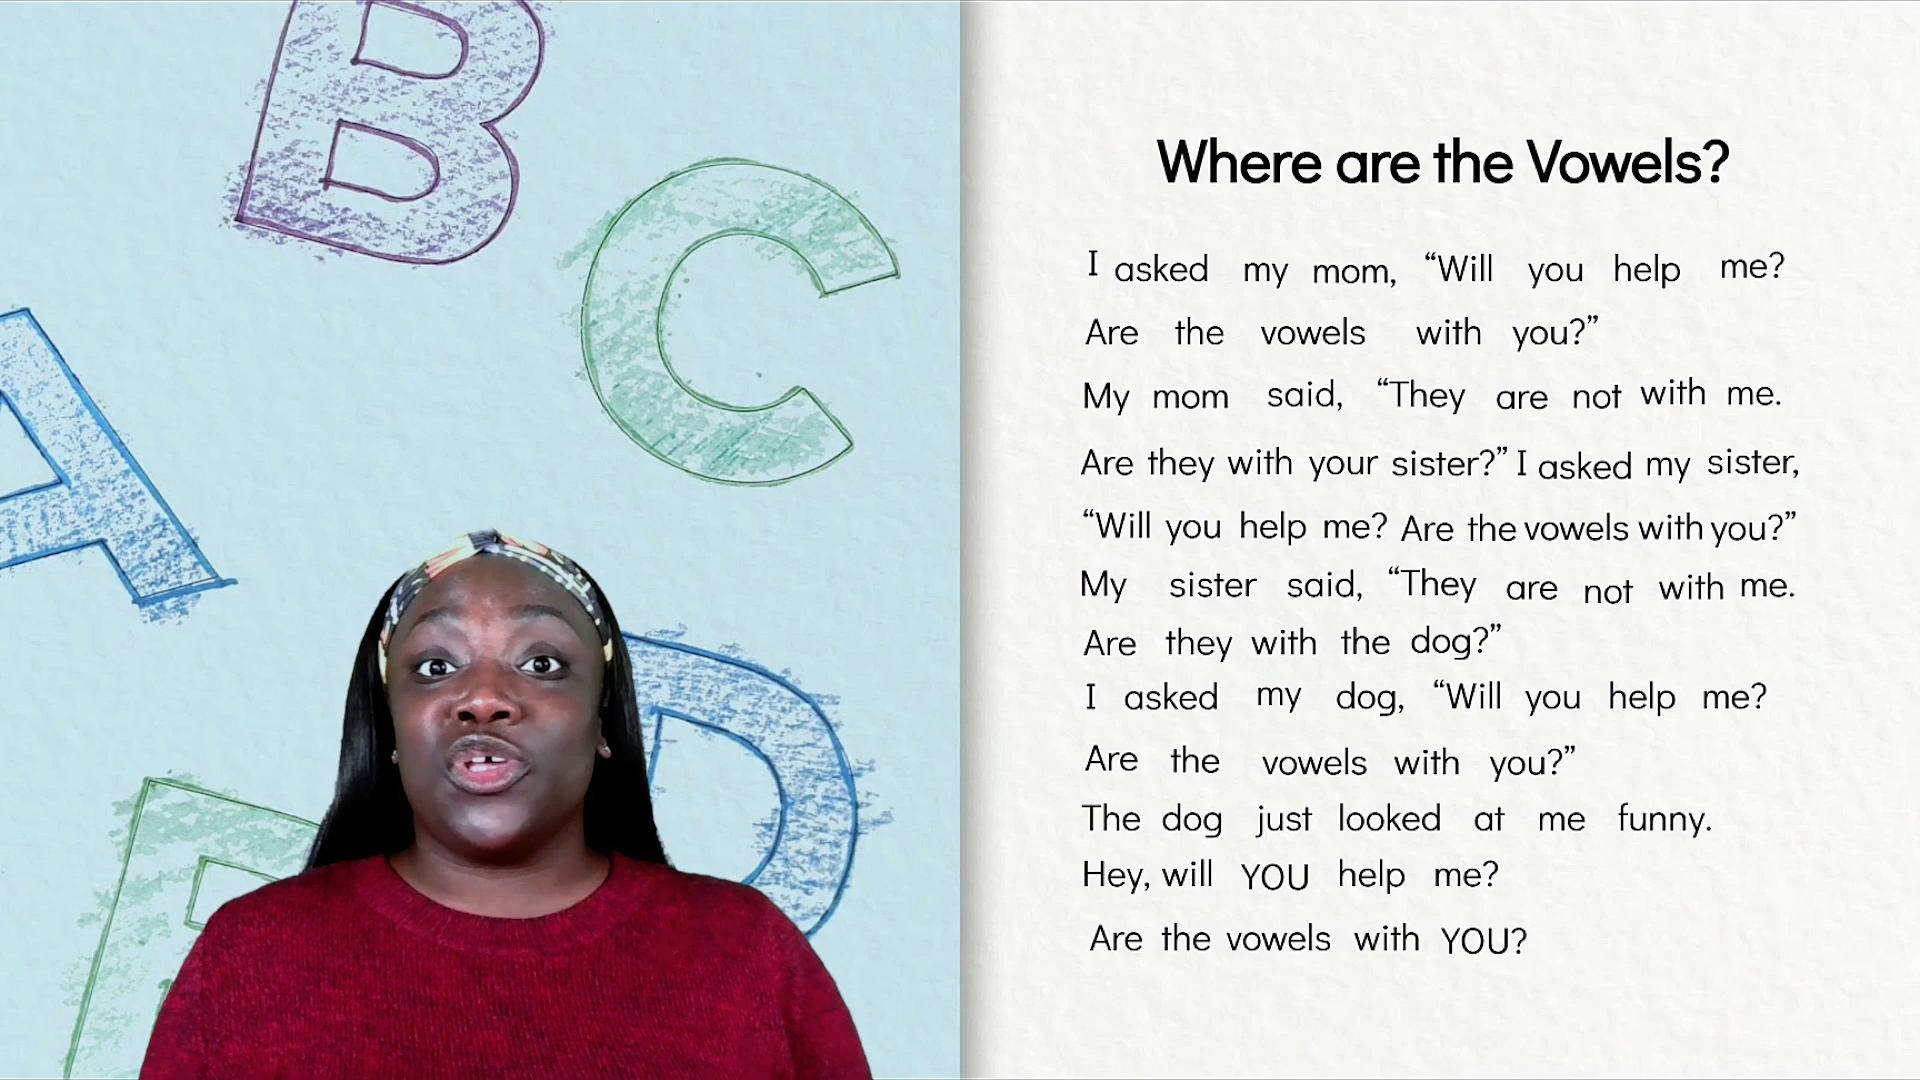 B
C
A
D
Where are the Vowels?
I asked my mom, “Will you help me?
Are the vowels with you?”
My mom said, “They are not with me.
Are they with your sister?” I asked my sister,
“Will you help me? Are the vowels with you?”
My sister said, “They are not with me.
Are they with the dog?”
I asked my dog, “Will you help me?
Are the vowels with you?”
The dog just looked at me funny.
Hey, will YOU help me?
Are the vowels with YOU?